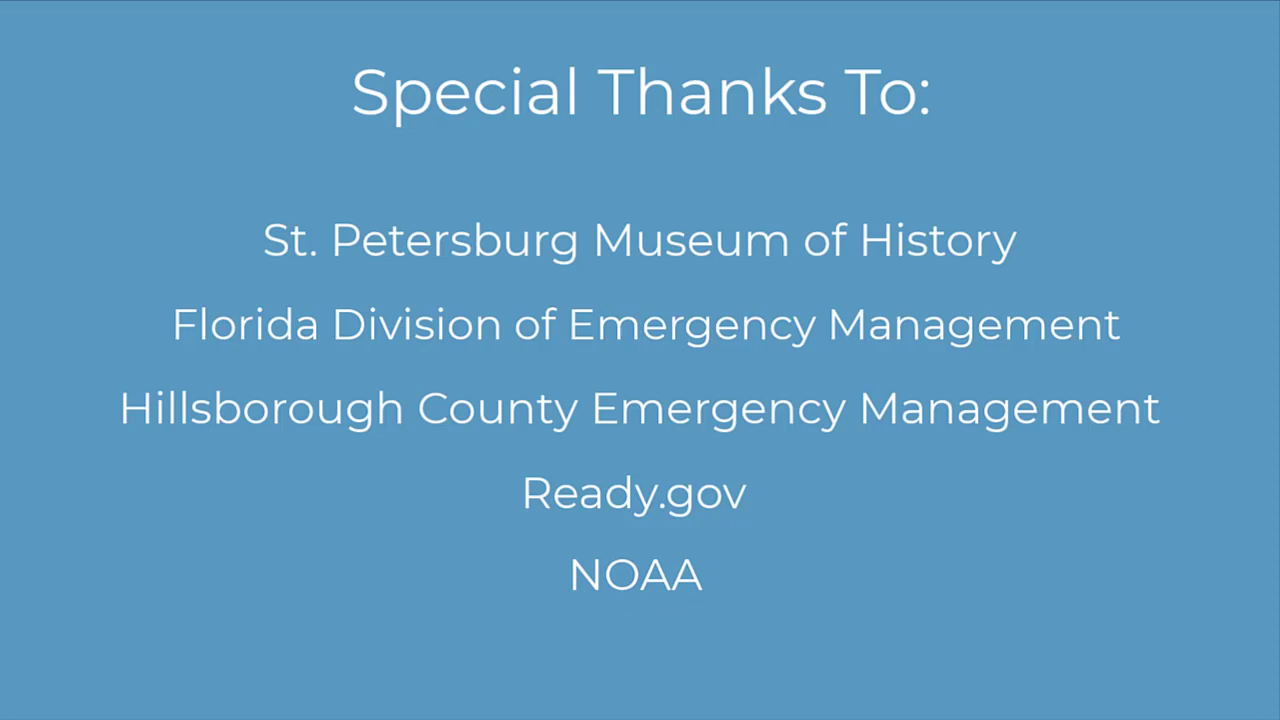 Special Thanks To:
St. Petersburg Museum of History
Florida Division of Emergency Management
Hillsborough County Emergency Management
Ready.gov
NOAA